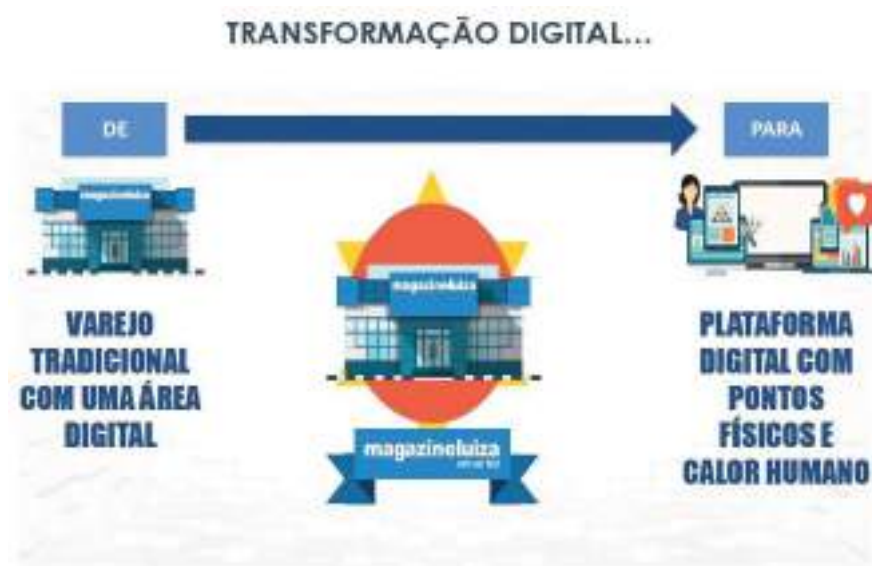 TRANSFORMAÇÃO DIGITAL...
DE
PARA
magazineluiza
magazineluiza
VAREJO
TRADICIONAL
COM UMA ÁREA
DIGITAL
magazineluiza
PLATAFORMA
DIGITAL COM
PONTOS
FÍSICOS E
CALOR HUMANO